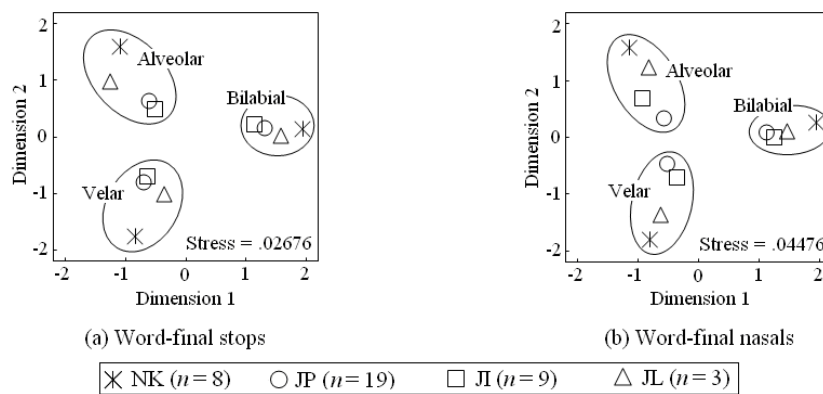 2
Alveolar
1
Bilabial
0
-1
Velar
-2
Stress = .02676
-2
-1
0
1
2
Dimension 1
Dimension 2
(a) Word-final stops
2
Alveolar
1
Bilabial
0
-1
Velar
-2
Stress = .04476
-2
-1
0
1
2
Dimension 1
Dimension 2
(b) Word-final nasals
NK (n = 8) JP (n = 19) JI (n = 9) JL (n = 3)